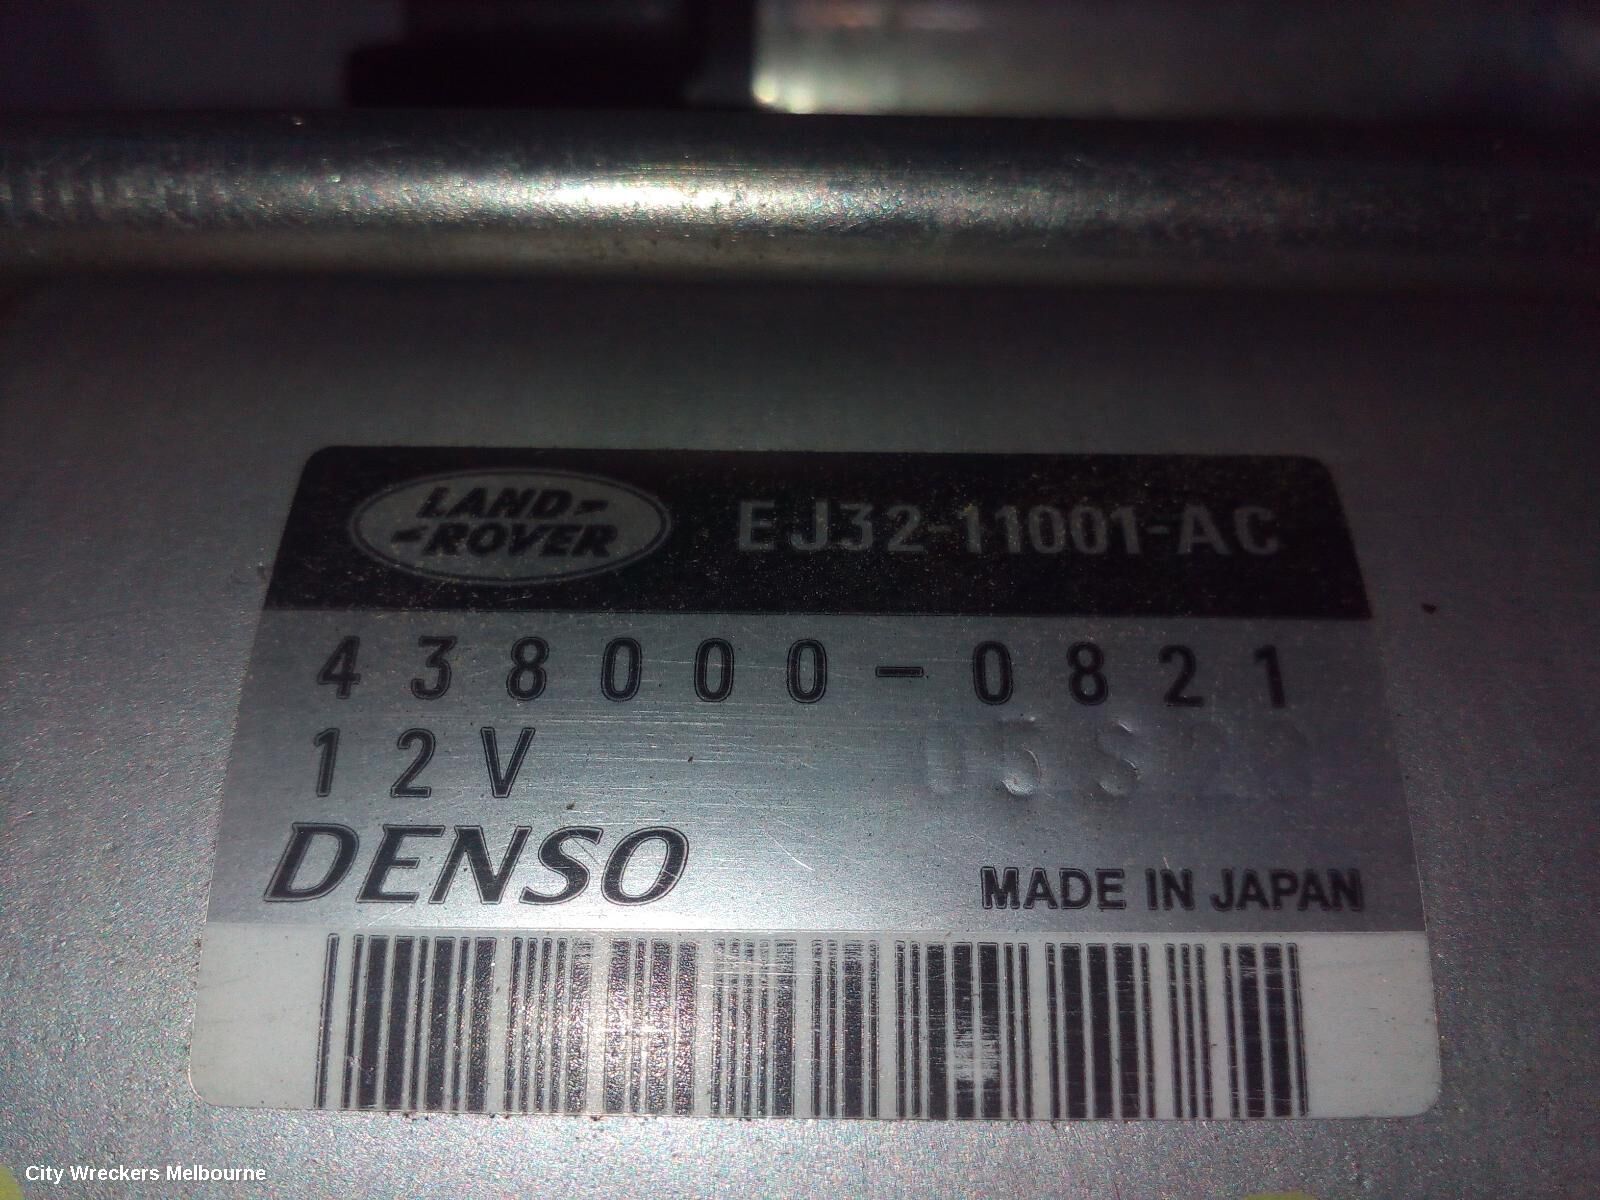 LAND-
-ROVER
EJ32-11001-AC
438000-0821
12V
DENSO
MADE IN JAPAN
City Wreckers Melbourne